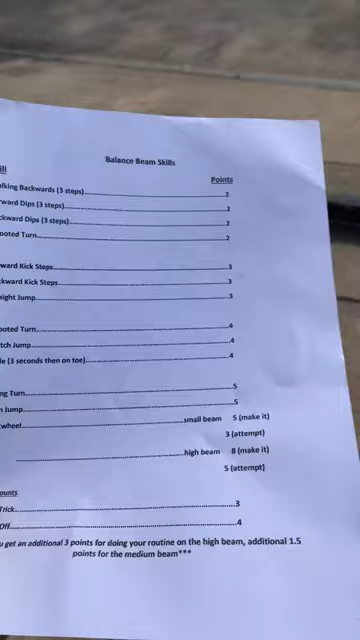 Balance Beam Skills
ill Points
lking Backwards (3 steps)..........2
ward Dips (3 steps)..........2
ckward Dips (3 steps)..........2
ooted Turn..........2
ward Kick Steps..........3
kward Kick Steps..........3
aight Jump..........3
ooted Turn..........4
tch Jump..........4
le (3 seconds then on toe)..........4
ng Turn..........5
n Jump..........5
wheel..........small beam 5 (make it)
3 (attempt)
..........high beam 8 (make it)
5 (attempt)
ounts
Trick..........3
Off..........4
u get an additional 3 points for doing your routine on the high beam, additional 1.5
points for the medium beam***